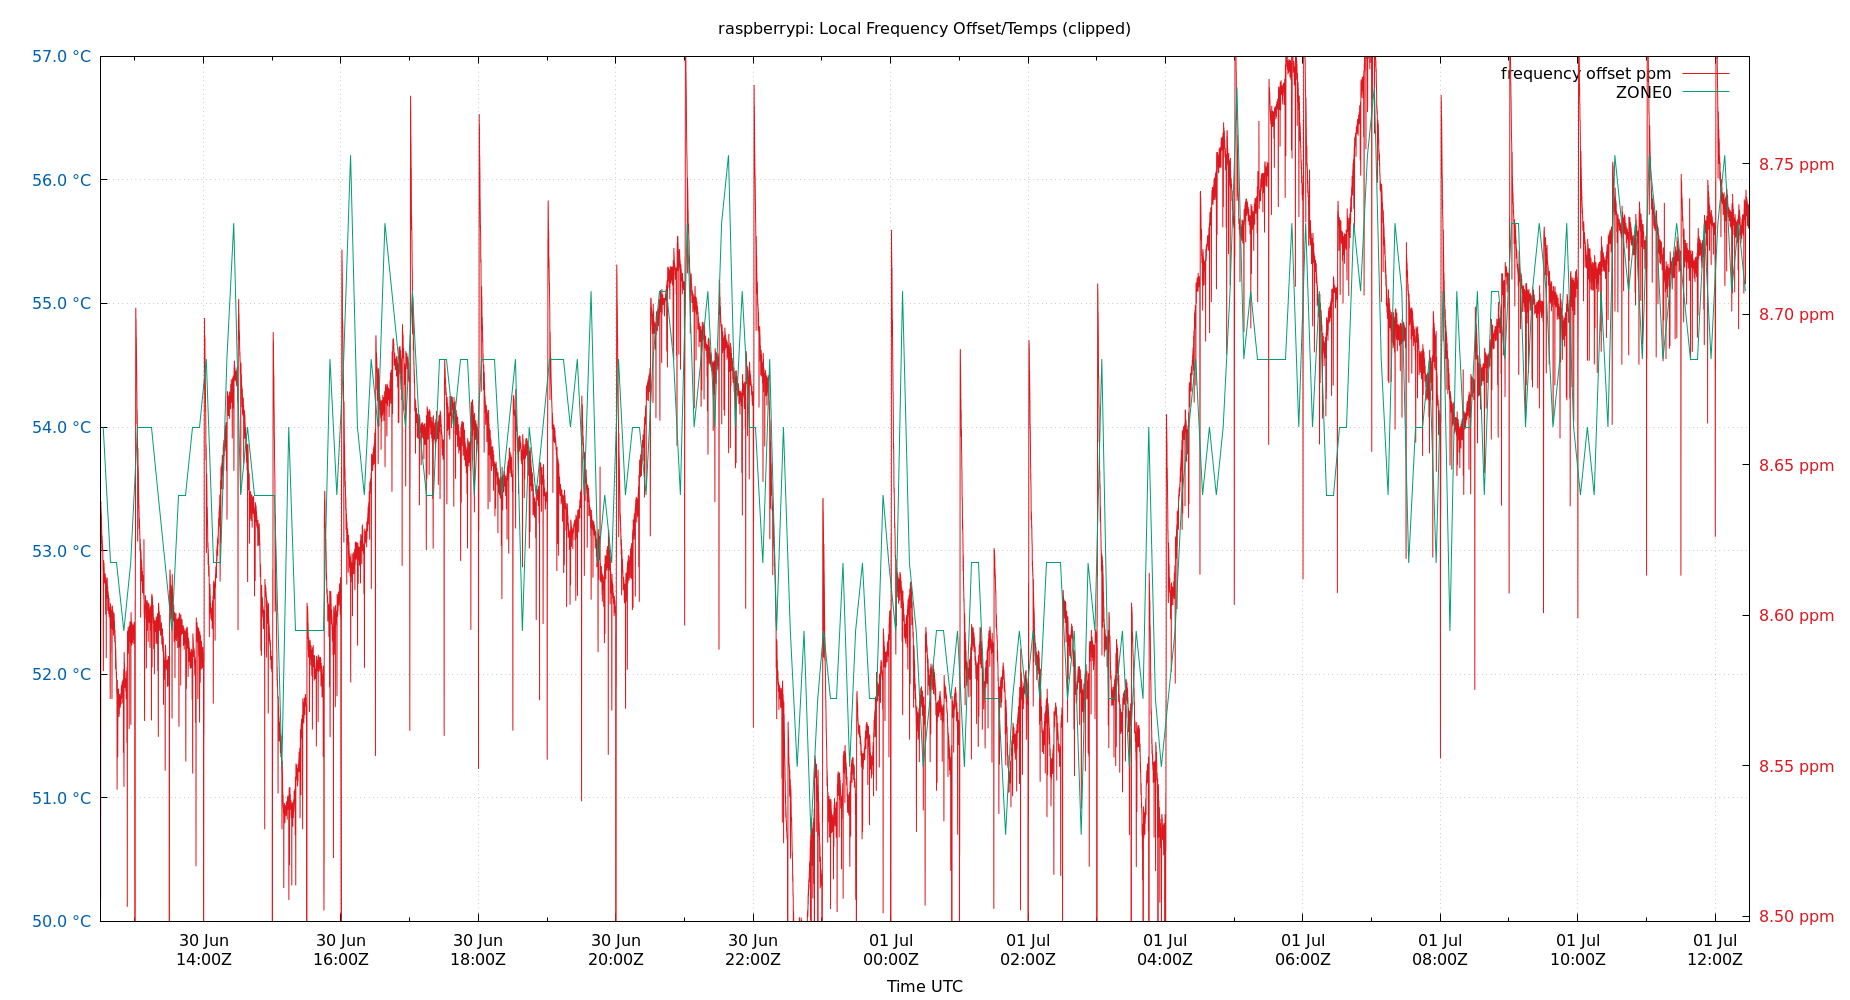 raspberrypi: Local Frequency Offset/Temps (clipped)
57.0 °C
56.0 °C
55.0 °C
54.0 °C
53.0 °C
52.0 °C
51.0 °C
50.0 °C
frequency offset ppm
ZONE0
8.75 ppm
8.70 ppm
8.65 ppm
8.60 ppm
8.55 ppm
8.50 ppm
30 Jun
14:00Z
30 Jun
16:00Z
30 Jun
18:00Z
30 Jun
20:00Z
30 Jun
22:00Z
01 Jul
00:00Z
01 Jul
02:00Z
01 Jul
04:00Z
01 Jul
06:00Z
01 Jul
08:00Z
01 Jul
10:00Z
01 Jul
12:00Z
Time UTC